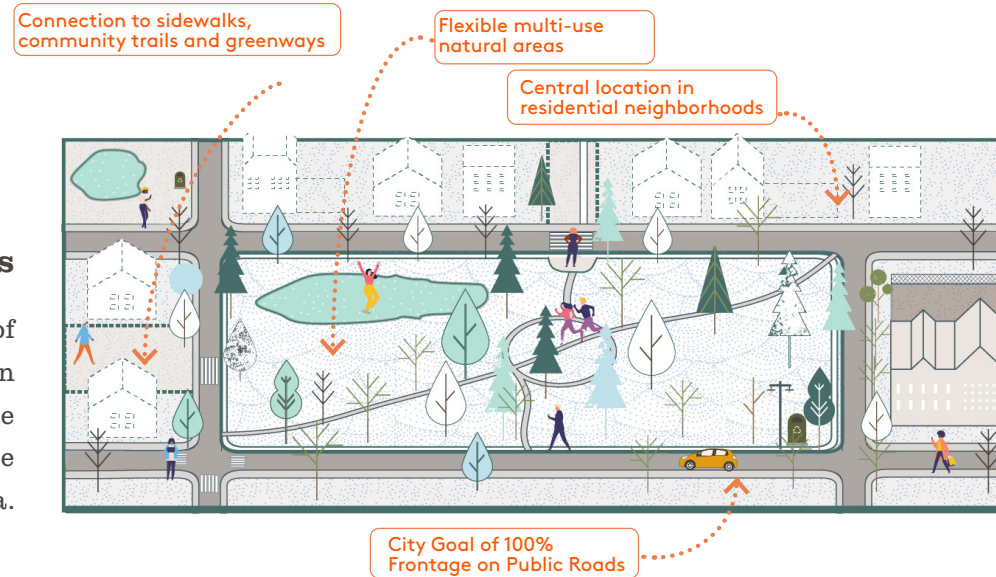 Connection to sidewalks,
community trails and greenways
Flexible multi-use
natural areas
Central location in
residential neighborhoods
s
of
n
e
e
a.
City Goal of 100%
Frontage on Public Roads